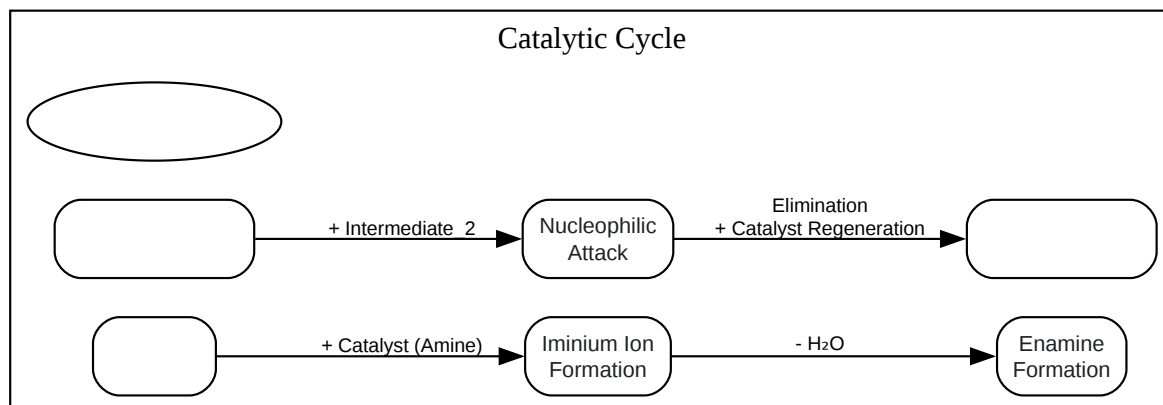 Catalytic Cycle
+ Intermediate_2
Nucleophilic
Attack
Elimination
+ Catalyst Regeneration
+ Catalyst (Amine)
Iminium Ion
Formation
- H₂O
Enamine
Formation